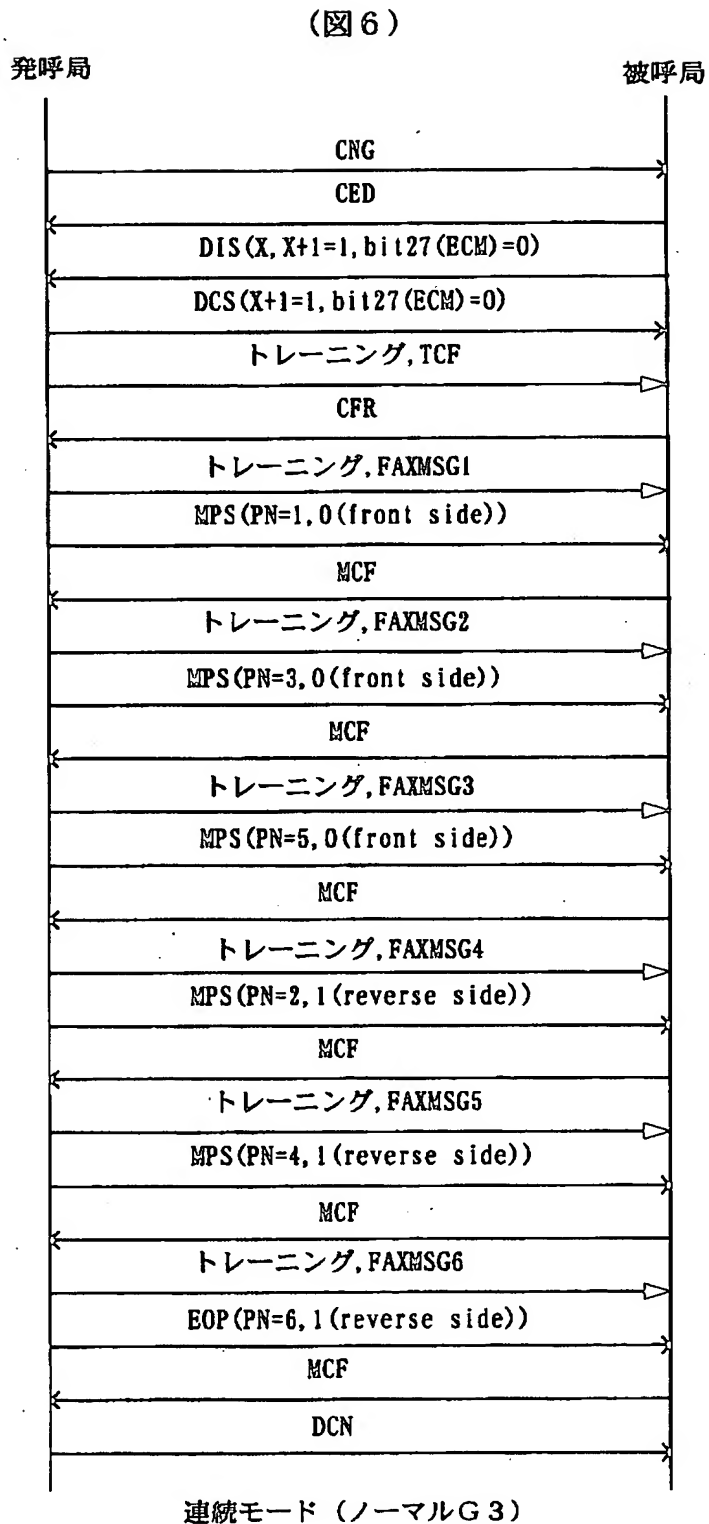 (図6)
発呼局
被呼局
CNG
CED
DIS(X,X+1=1,bit27(ECM)=0)
DCS(X+1=1,bit27(ECM)=0)
トレーニング,TCF
CFR
トレーニング,FAXMSG1
MPS(PN=1,0(front side))
MCF
トレーニング,FAXMSG2
MPS(PN=3,0(front side))
MCF
トレーニング,FAXMSG3
MPS(PN=5,0(front side))
MCF
トレーニング,FAXMSG4
MPS(PN=2,1(reverse side))
MCF
トレーニング,FAXMSG5
MPS(PN=4,1(reverse side))
MCF
トレーニング,FAXMSG6
EOP(PN=6,1(reverse side))
MCF
DCN
連続モード(ノーマルG3)